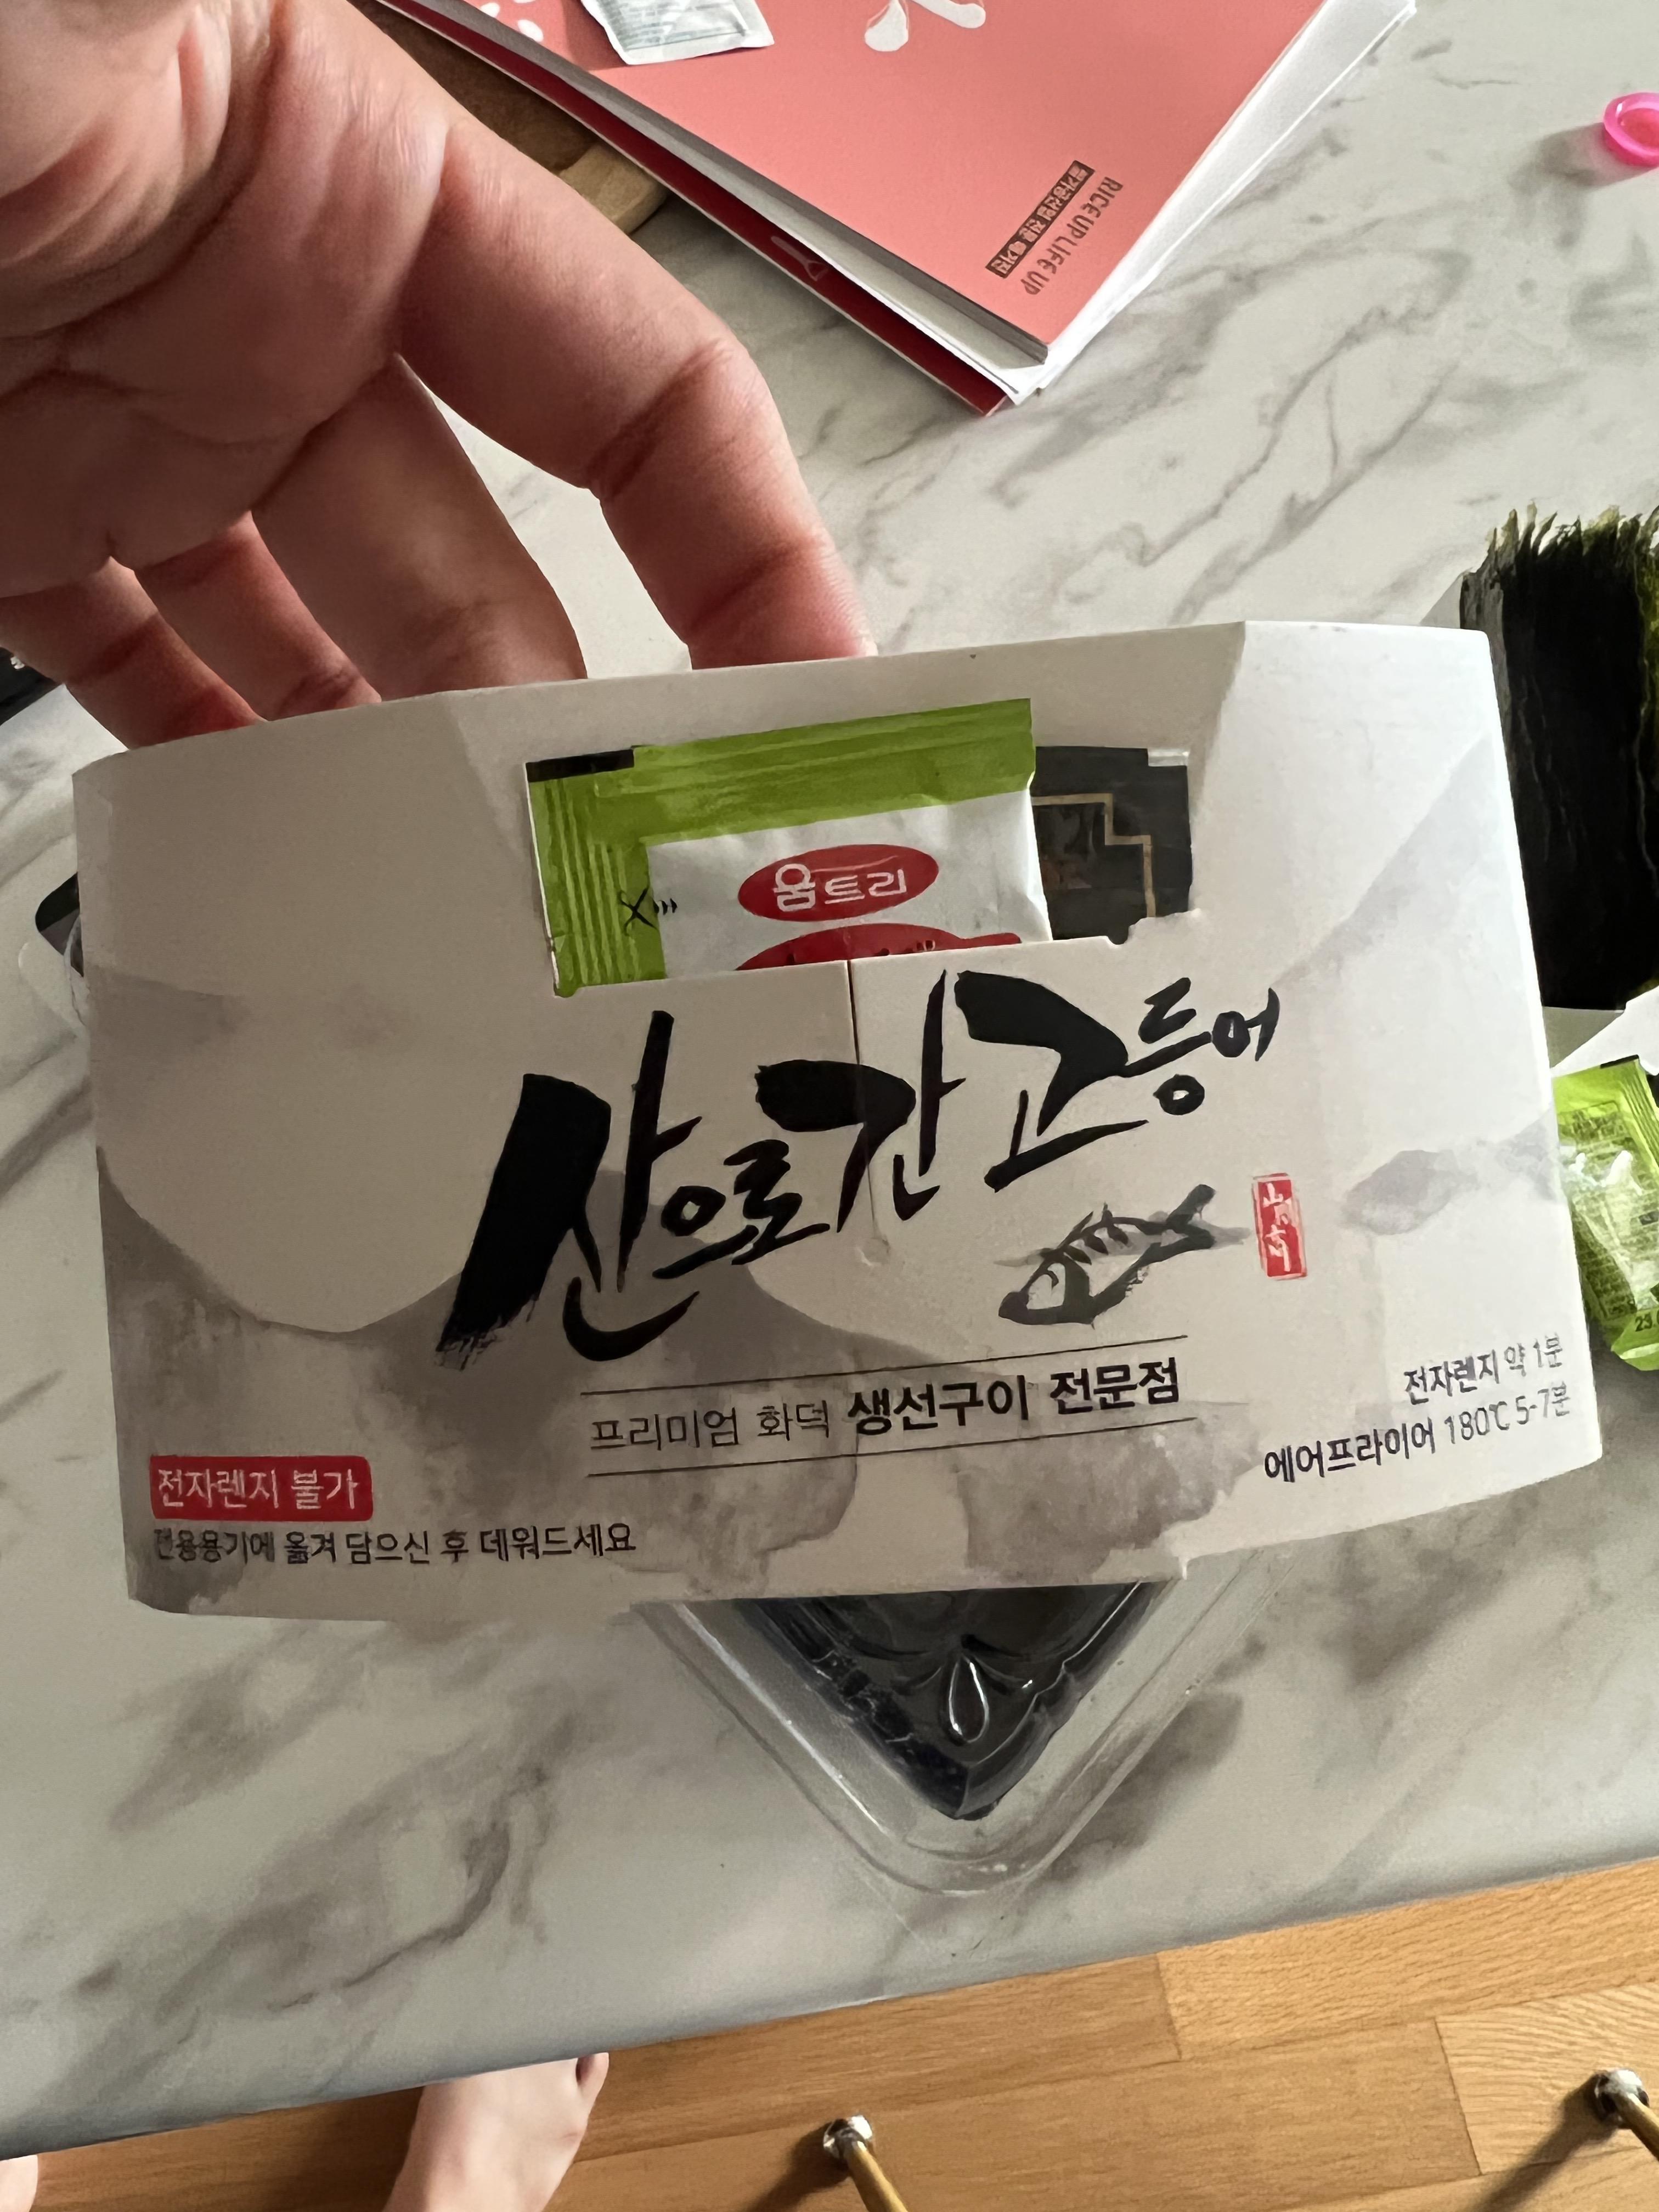 RICE UP LIFE UP
움트리
산으로간고등어
프리미엄 화덕 생선구이 전문점
전자렌지 약 1분
에어프라이어 180℃ 5-7분
전자렌지 불가
전용용기에 옮겨 담으신 후 데워드세요